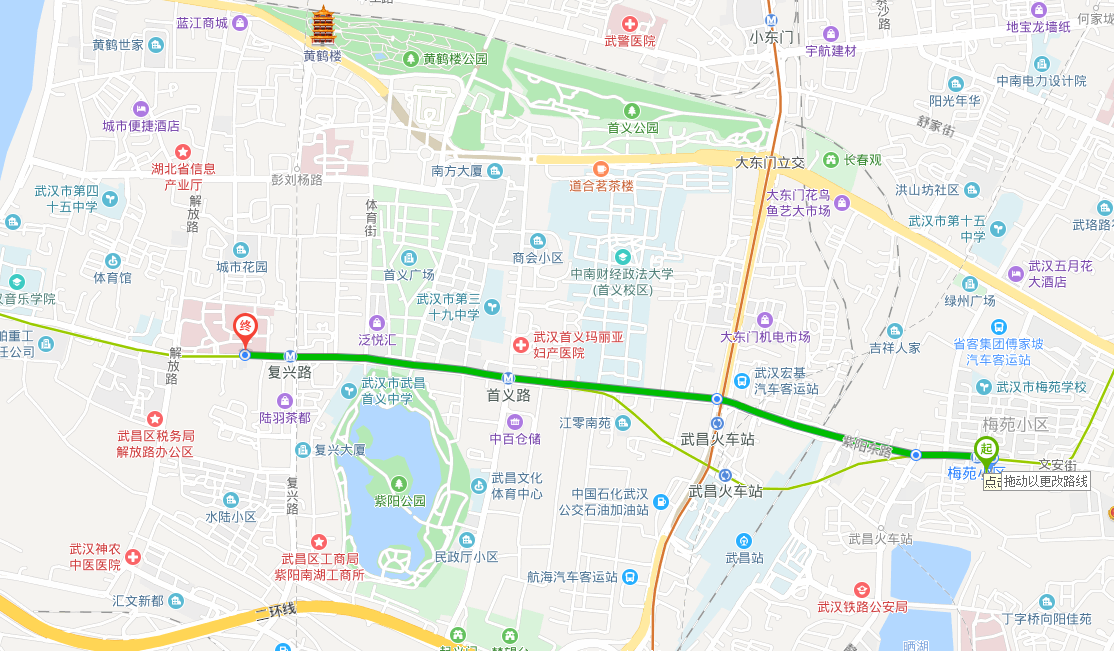 蓝江商城
黄鹤世家
黄鹤楼
黄鹤楼公园
武警医院
小东门
宇航建材
地宝龙墙纸
中南电力设计院
阳光年华
舒家街
城市便捷酒店
首义公园
湖北省信息
产业厅
彭刘杨路
南方大厦
道合茗茶楼
大东门立交
长春观
武汉市第四
十五中学
解放路
体育街
大东门花鸟
鱼艺大市场
洪山坊社区
武汉市第十五
中学
体育馆
城市花园
首义广场
商会小区
中南财经政法大学
(首义校区)
武汉五月花
大酒店
绿州广场
音乐学院
武汉市第三
十九中学
泛悦汇
武汉首义玛丽亚
妇产医院
大东门机电市场
吉祥人家
省客集团傅家坡
汽车客运站
船重工
任公司
终
解放路
复兴路
武汉市武昌
首义中学
首义路
武汉宏基
汽车客运站
武汉市梅苑学校
陆羽茶都
中百仓储
江零南苑
武昌火车站
梅苑小区
武昌区税务局
解放路办公区
复兴大厦
紫阳东路
起
梅苑小区
文安街
点击
拖动以更改路线
复兴路
紫阳公园
武昌文化
体育中心
武昌火车站
中国石化武汉
公交石油加油站
水陆小区
武昌火车站
武汉神农
中医医院
武昌区工商局
紫阳南湖工商所
民政厅小区
武昌站
航海汽车客运站
汇文新都
二环线
武汉铁路公安局
丁字桥向阳佳苑
起义门
晒湖